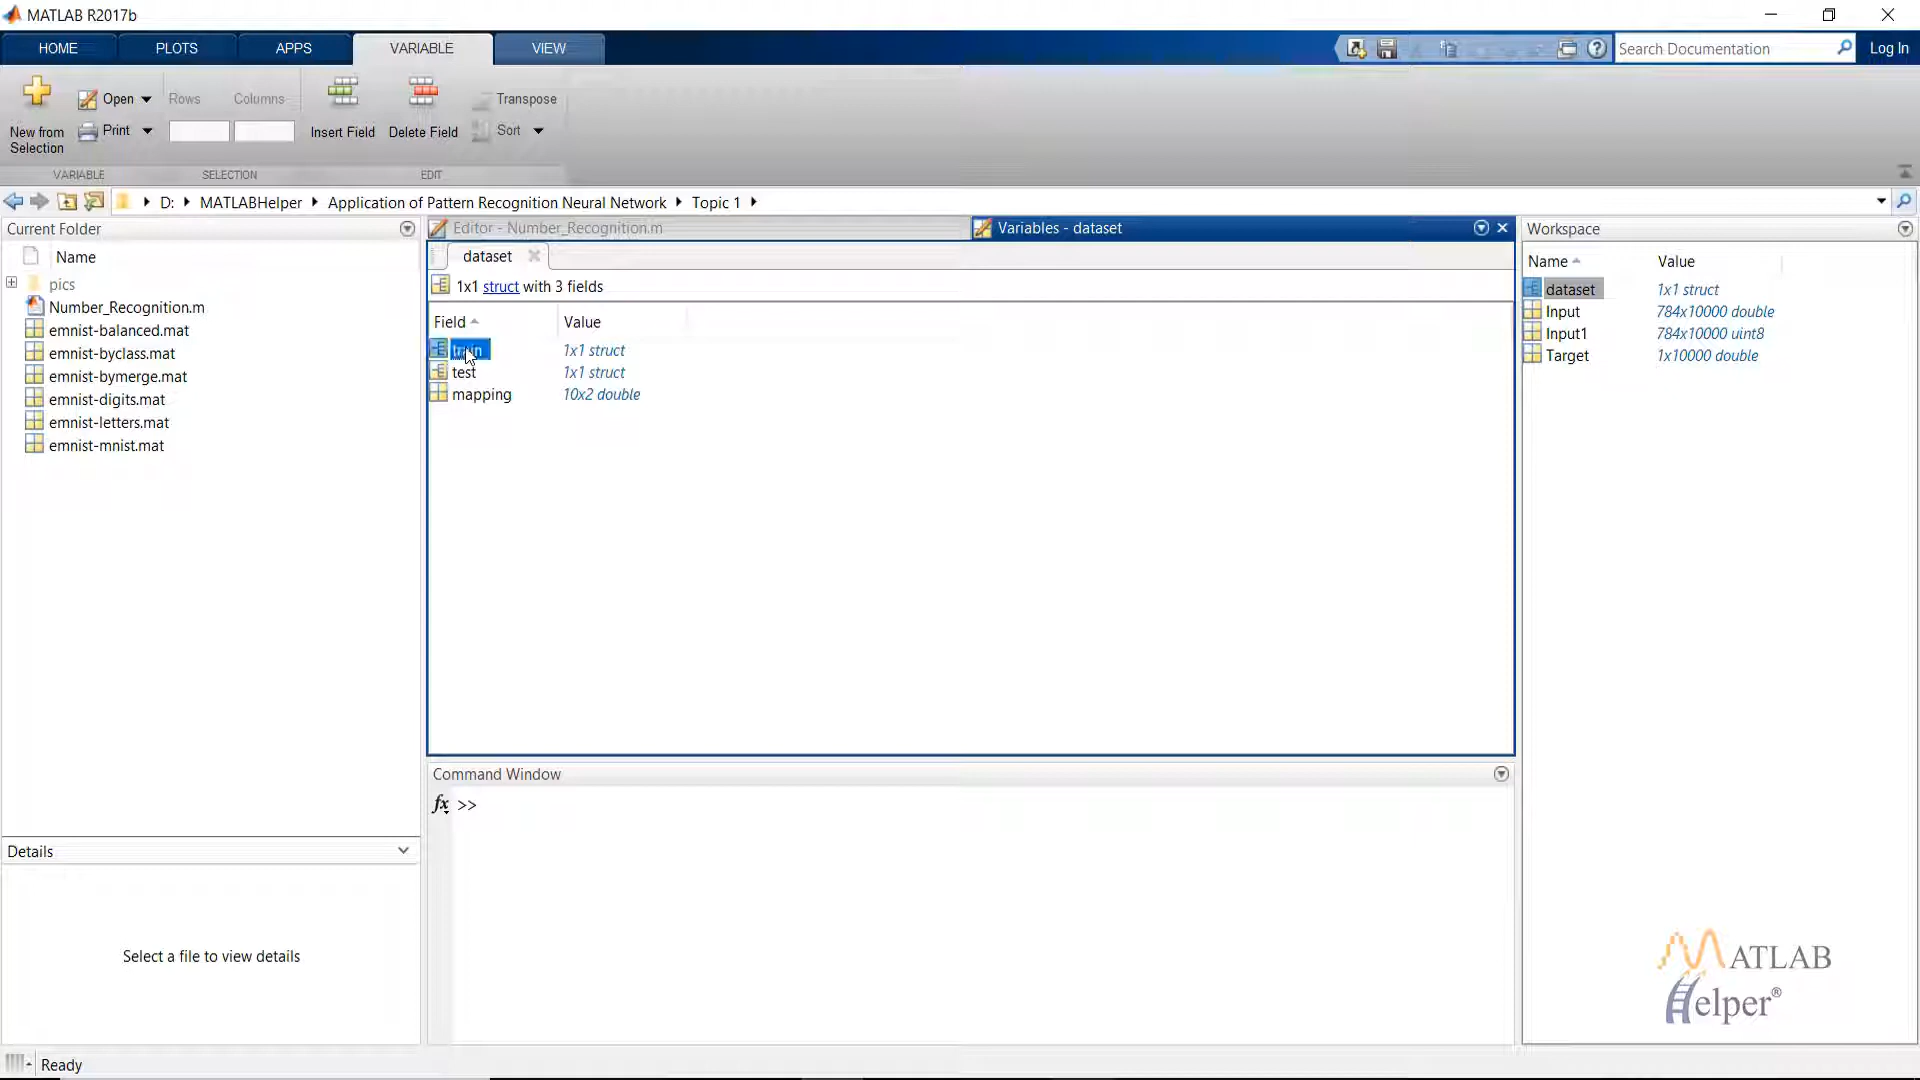 MATLAB R2017b
HOME
PLOTS
APPS
VARIABLE
VIEW
Search Documentation
Log In
New from Selection
Open
Print
Rows
Columns
Insert Field
Delete Field
Transpose
Sort
VARIABLE
SELECTION
EDIT
D: MATLABHelper Application of Pattern Recognition Neural Network Topic 1
Current Folder
Name
pics
Number_Recognition.m
emnist-balanced.mat
emnist-byclass.mat
emnist-bymerge.mat
emnist-digits.mat
emnist-letters.mat
emnist-mnist.mat
Details
Select a file to view details
Editor - Number_Recognition.m
Variables - dataset
dataset
1x1 struct with 3 fields
Field Value
train 1x1 struct
test 1x1 struct
mapping 10x2 double
Command Window
fx >>
Workspace
Name Value
dataset 1x1 struct
Input 784x10000 double
Input1 784x10000 uint8
Target 1x10000 double
MATLAB
Helper®
Ready